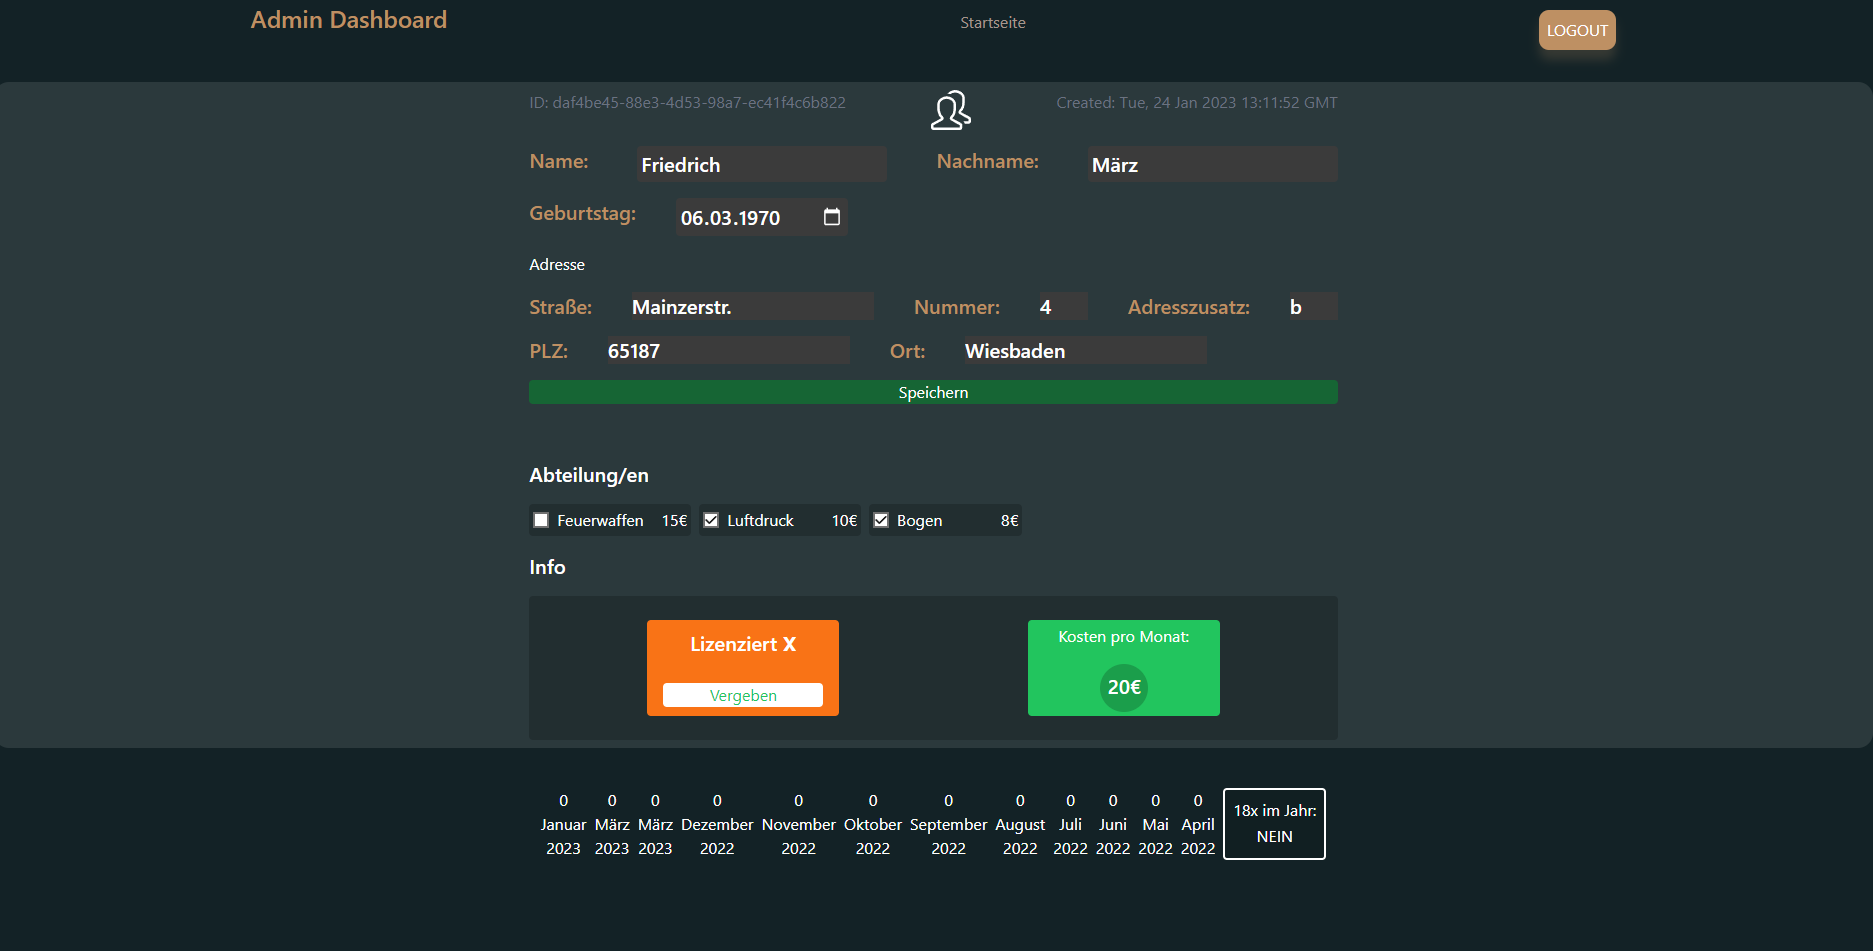 Admin Dashboard
Startseite
LOGOUT
ID: daf4be45-88e3-4d53-98a7-ec41f4c6b822
Created: Tue, 24 Jan 2023 13:11:52 GMT
Name: Friedrich Nachname: März
Geburtstag: 06.03.1970
Adresse
Straße: Mainzerstr. Nummer: 4 Adresszusatz: b
PLZ: 65187 Ort: Wiesbaden
Speichern
Abteilung/en
Feuerwaffen 15€ Luftdruck 10€ Bogen 8€
Info
Lizenziert X
Vergeben
Kosten pro Monat:
20€
0 0 0 0 0 0 0 0 0 0 0 0
Januar März März Dezember November Oktober September August Juli Juni Mai April
2023 2023 2023 2022 2022 2022 2022 2022 2022 2022 2022 2022
18x im Jahr:
NEIN